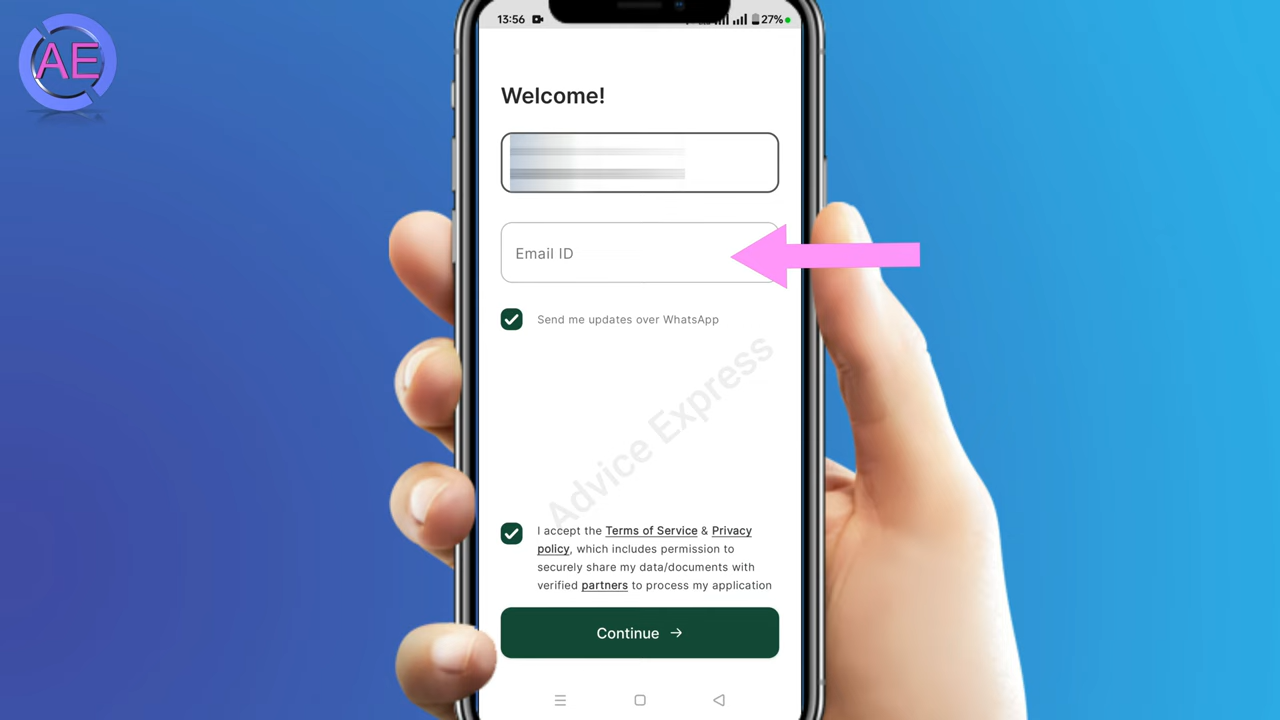 AE
13:56
27%
Welcome!
Email ID
Send me updates over WhatsApp
Advice Express
I accept the Terms of Service & Privacy
policy, which includes permission to
securely share my data/documents with
verified partners to process my application
Continue →